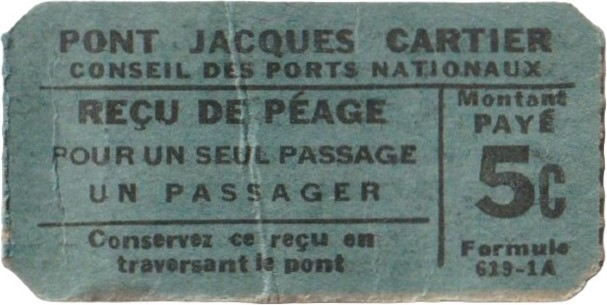 PONT JACQUES CARTIER
CONSEIL DES PORTS NATIONAUX
REÇU DE PÉAGE
POUR UN SEUL PASSAGE
UN PASSAGER
Conservez ce reçu en
traversant le pont
Montant
PAYÉ
5¢
Formule
619-1A